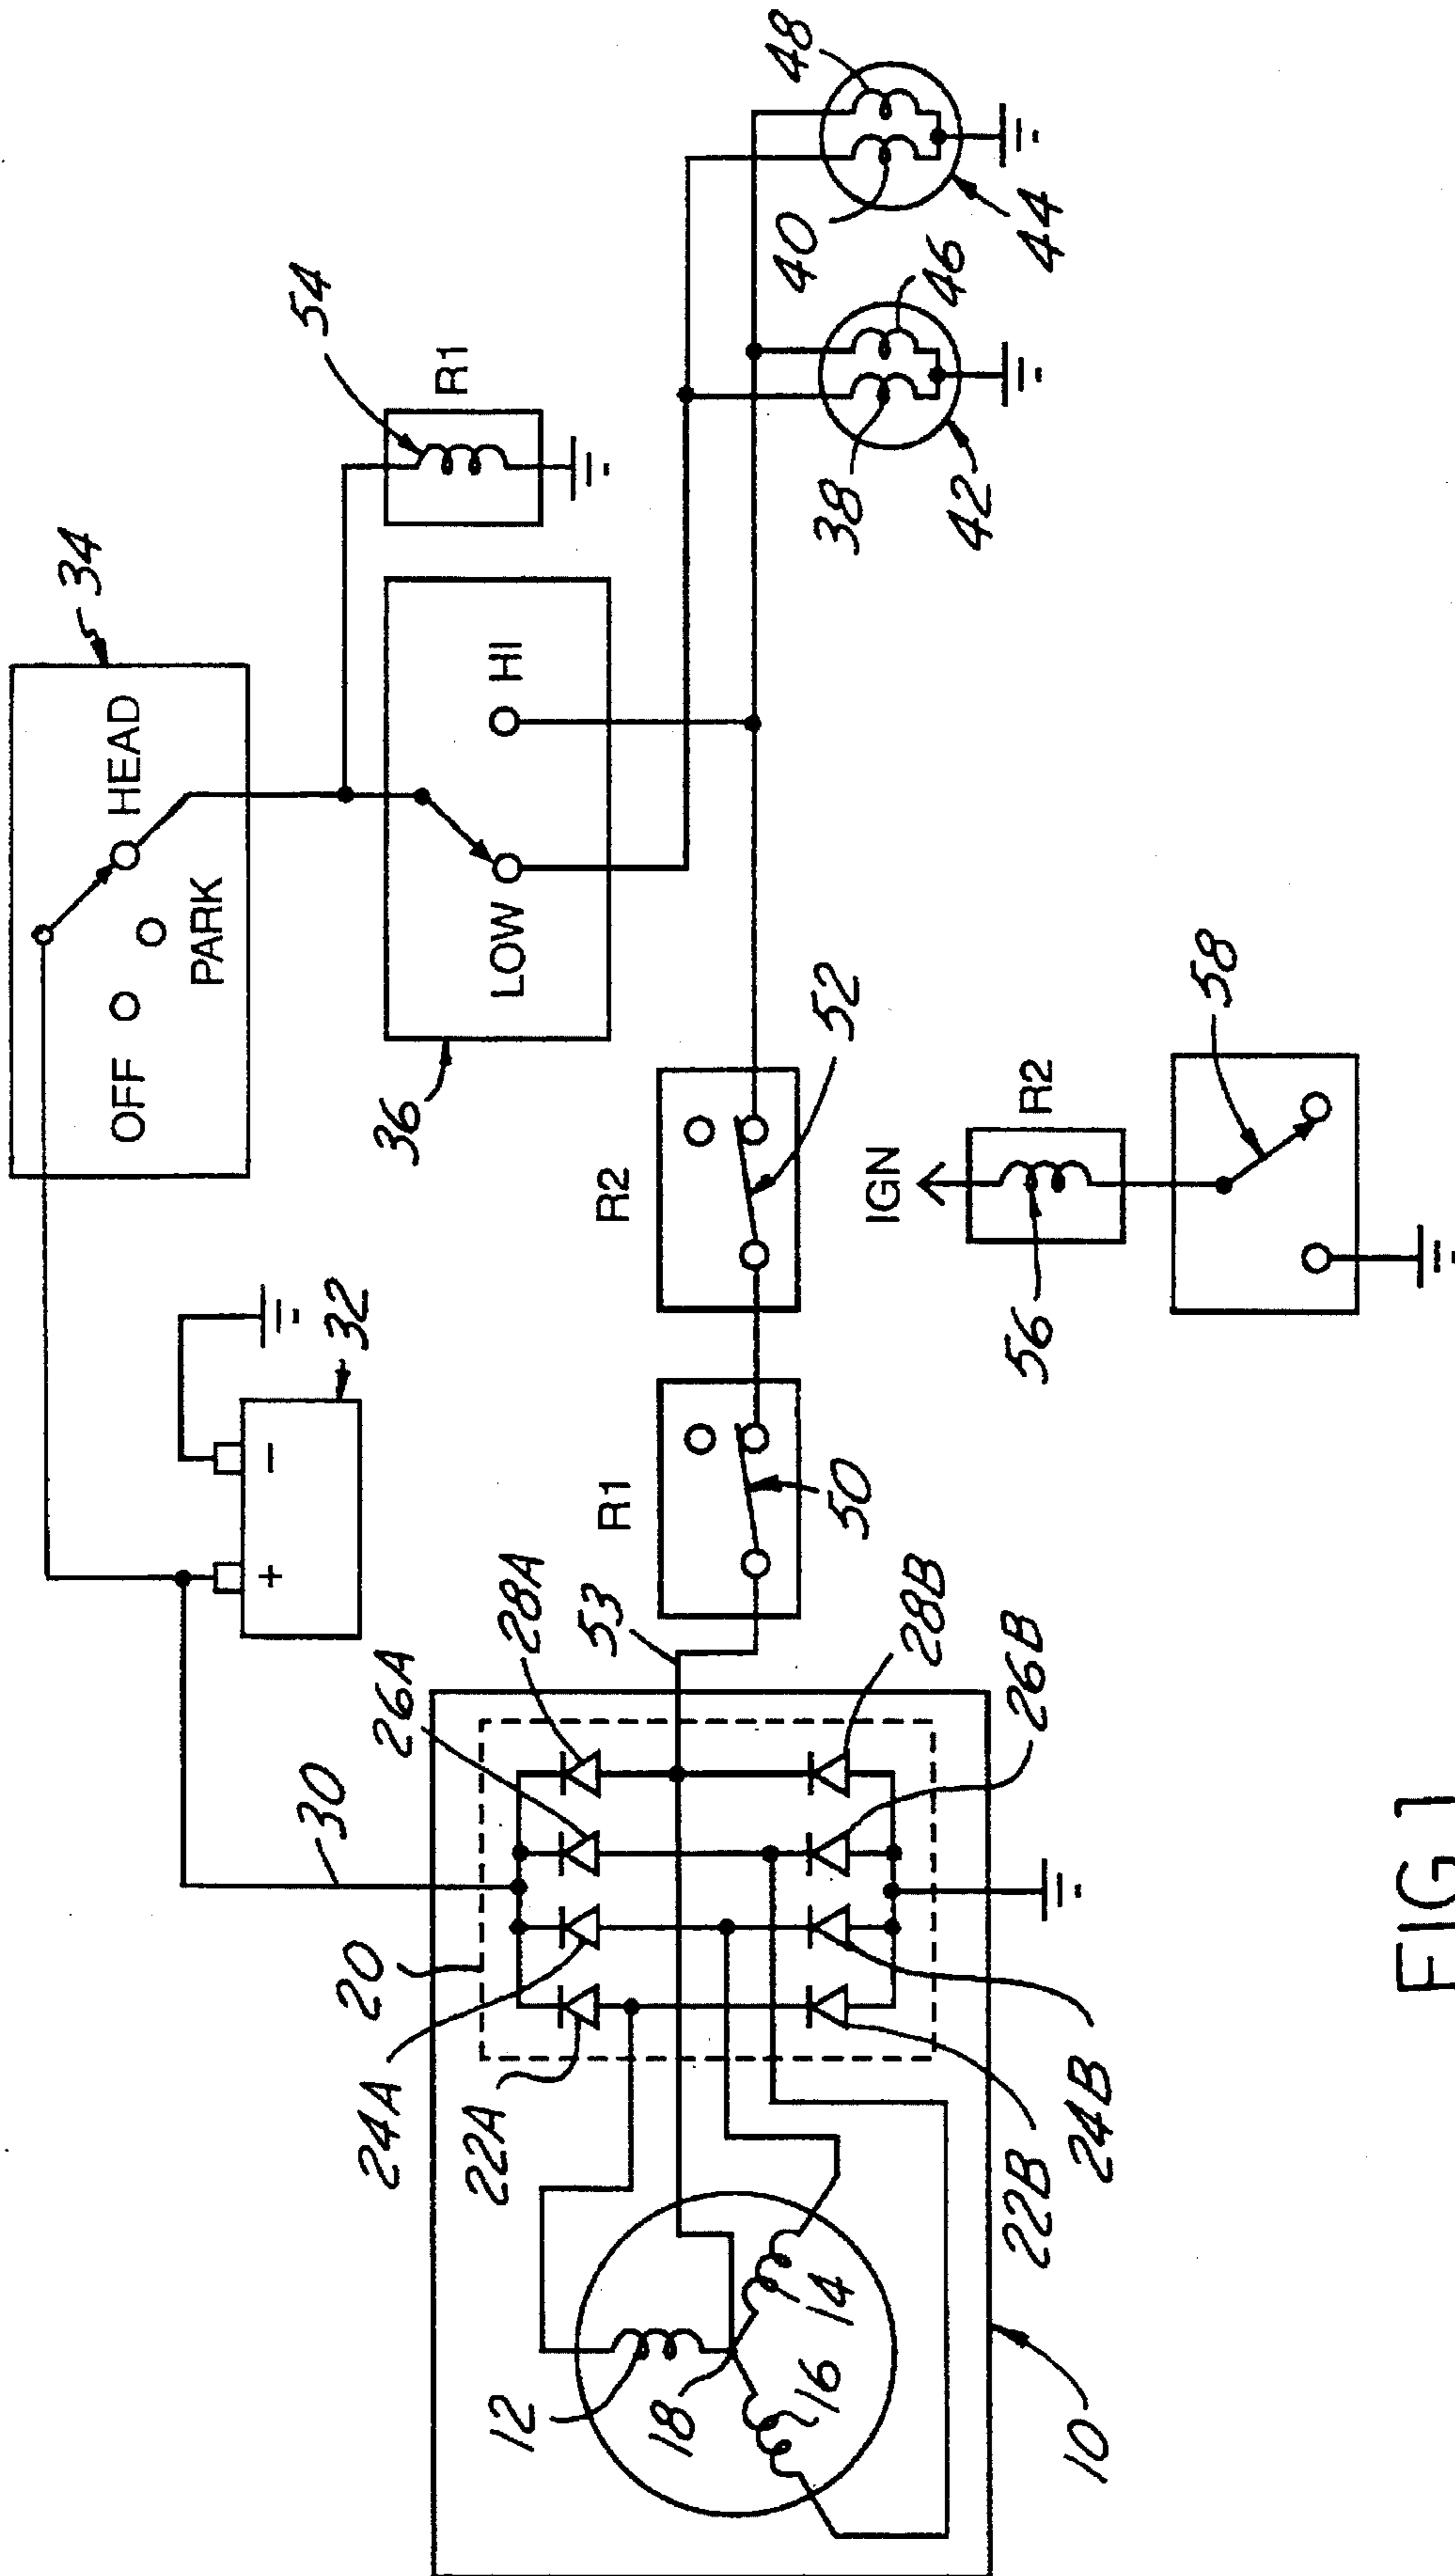 34
OFF
PARK
HEAD
54
R1
32
+
-
36
LOW
HI
30
26A
28A
20
24A
22A
53
R1
50
R2
52
38
42
46
40
44
48
12
18
16
14
10
22B
24B
26B
28B
IGN
R2
56
58
FIG. 1